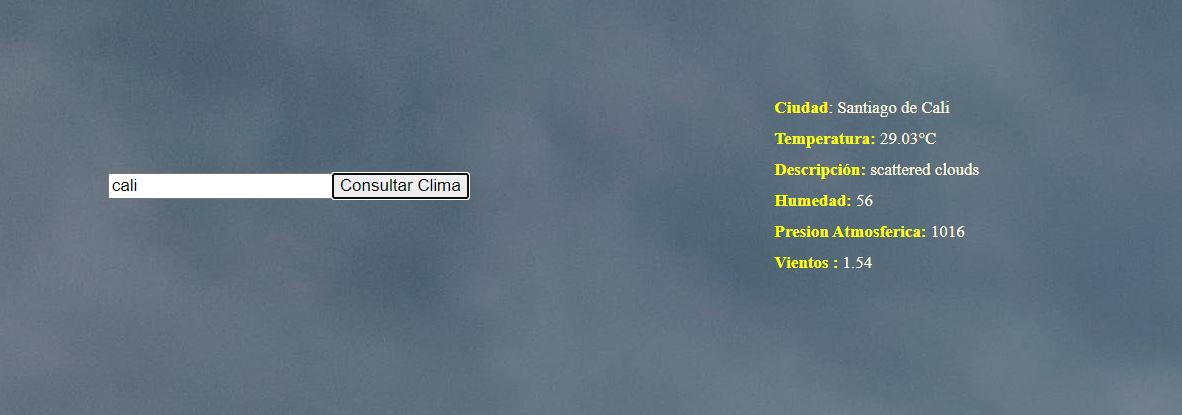 cali
Consultar Clima
Ciudad: Santiago de Cali
Temperatura: 29.03°C
Descripción: scattered clouds
Humedad: 56
Presion Atmosferica: 1016
Vientos : 1.54